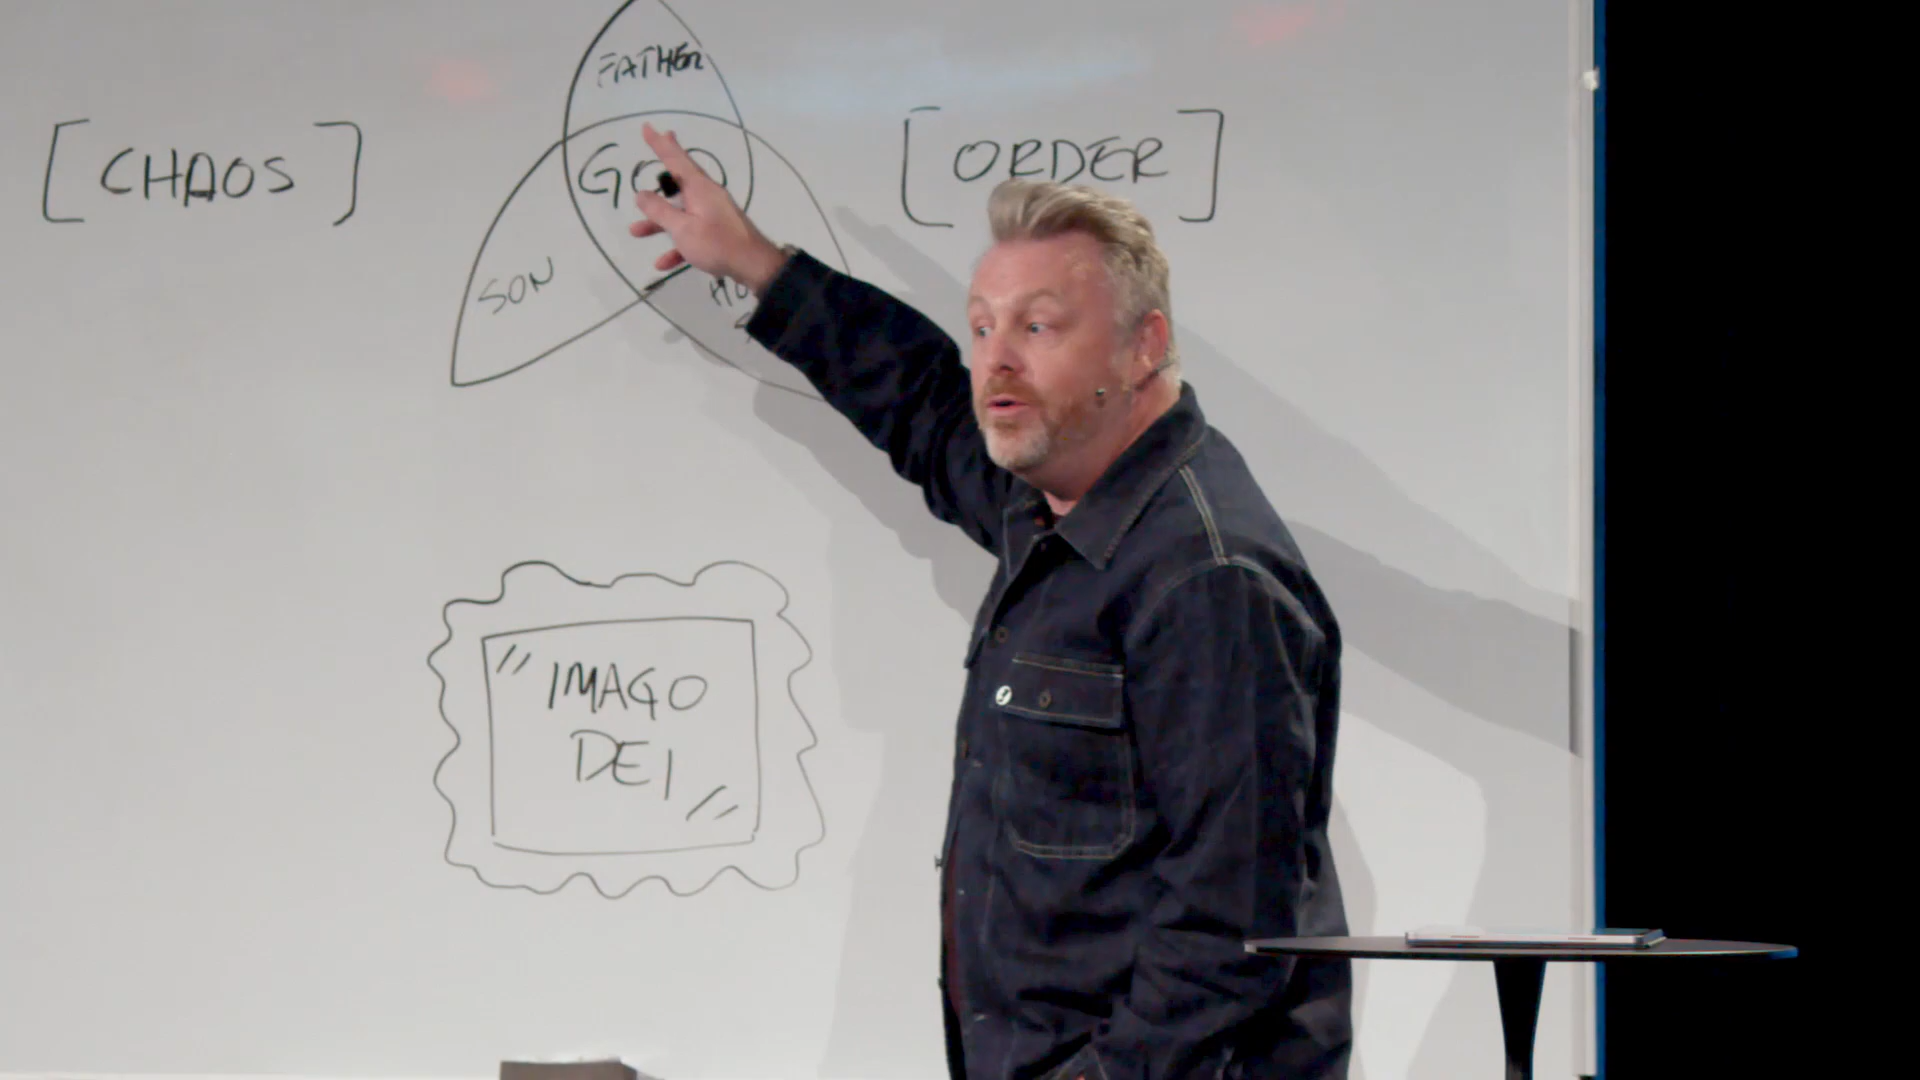 FATHER
[CHAOS]
GOD
[ORDER]
SON
"IMAGO
DEI"